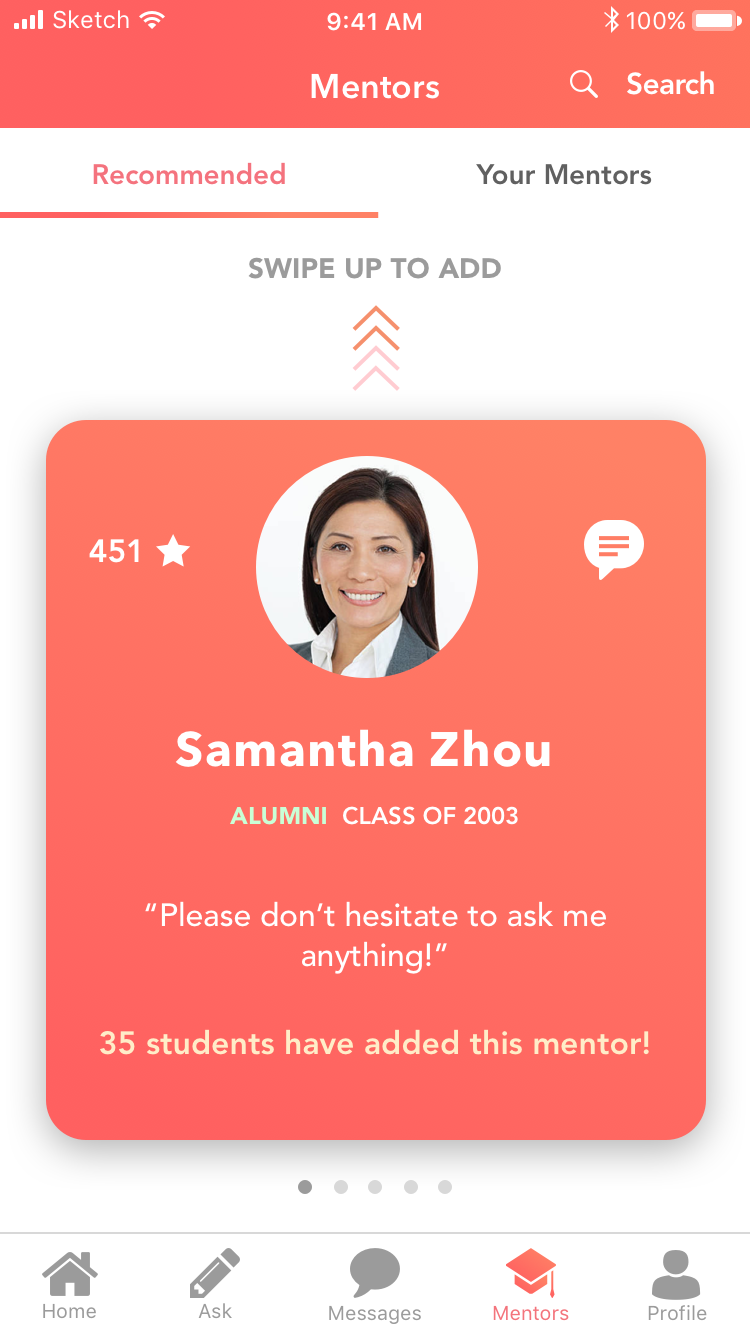 Sketch 9:41 AM 100%
Mentors Search
Recommended Your Mentors
SWIPE UP TO ADD
451
Samantha Zhou
ALUMNI CLASS OF 2003
“Please don’t hesitate to ask me
anything!”
35 students have added this mentor!
Home Ask Messages Mentors Profile